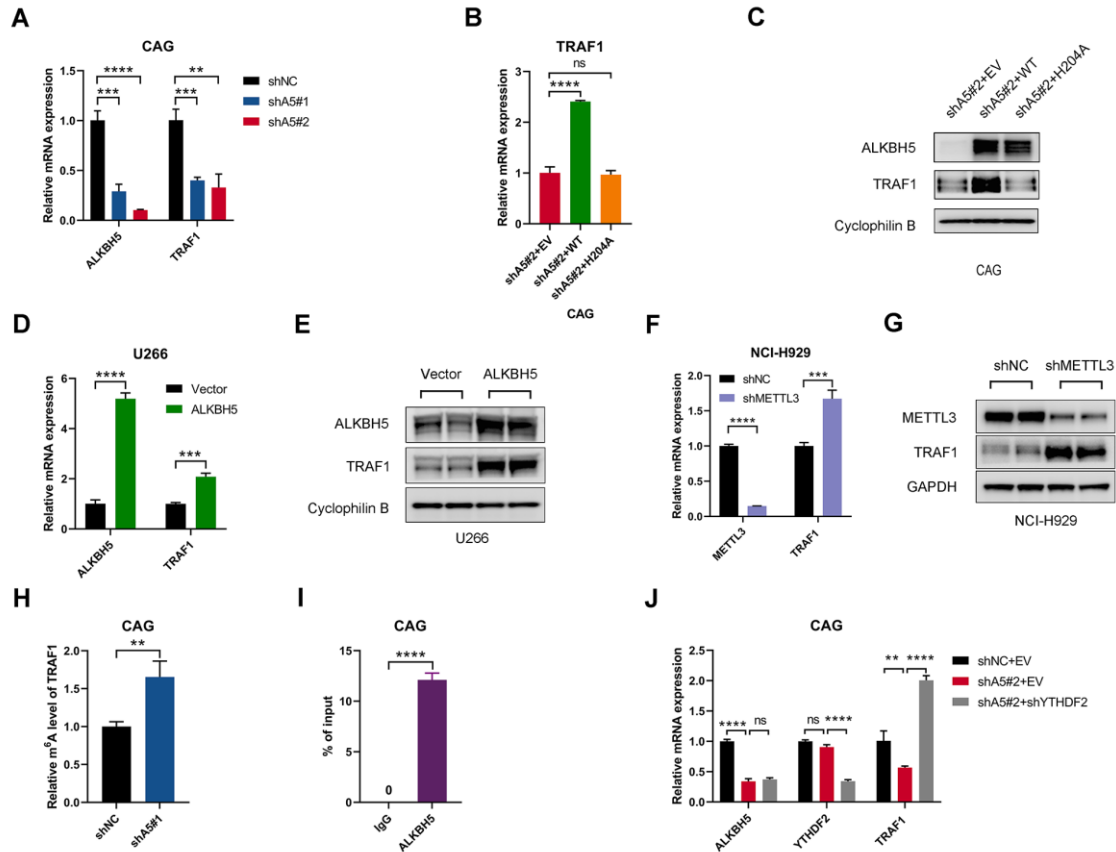 A
CAG
Relative mRNA expression
1.5
1.0
0.5
0.0
****
***
**
***
shNC
shA5#1
shA5#2
ALKBH5
TRAF1
B
TRAF1
Relative mRNA expression
3
2
1
0
ns
****
shA5#2+EV
shA5#2+WT
shA5#2+H204A
CAG
C
shA5#2+EV
shA5#2+WT
shA5#2+H204A
ALKBH5
TRAF1
Cyclophilin B
CAG
D
U266
Relative mRNA expression
6
4
2
0
****
***
Vector
ALKBH5
ALKBH5
TRAF1
E
Vector ALKBH5
ALKBH5
TRAF1
Cyclophilin B
U266
F
NCI-H929
Relative mRNA expression
2.0
1.5
1.0
0.5
0.0
shNC
shMETTL3
***
****
METTL3
TRAF1
G
shNC shMETTL3
METTL3
TRAF1
GAPDH
NCI-H929
H
CAG
Relative m⁶A level of TRAF1
2.0
1.5
1.0
0.5
0.0
**
shNC
shA5#1
I
CAG
% of input
15
10
5
0
****
0
IgG
ALKBH5
J
CAG
Relative mRNA expression
2.5
2.0
1.5
1.0
0.5
0.0
**** ns
ns ****
** ****
shNC+EV
shA5#2+EV
shA5#2+shYTHDF2
ALKBH5
YTHDF2
TRAF1